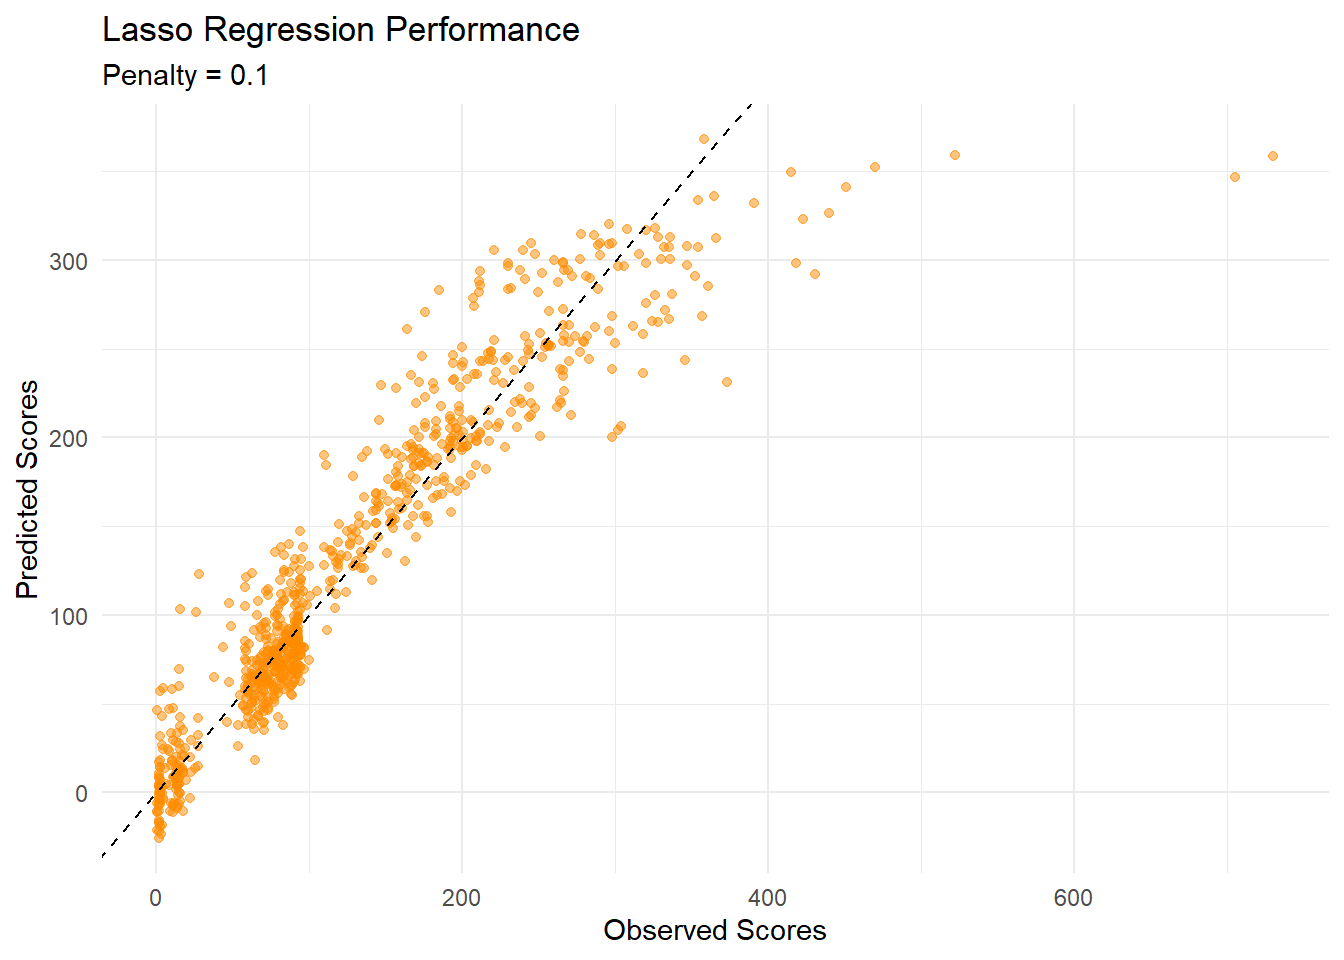 Lasso Regression Performance
Penalty = 0.1
Predicted Scores
300
200
100
0
0
200
400
600
Observed Scores